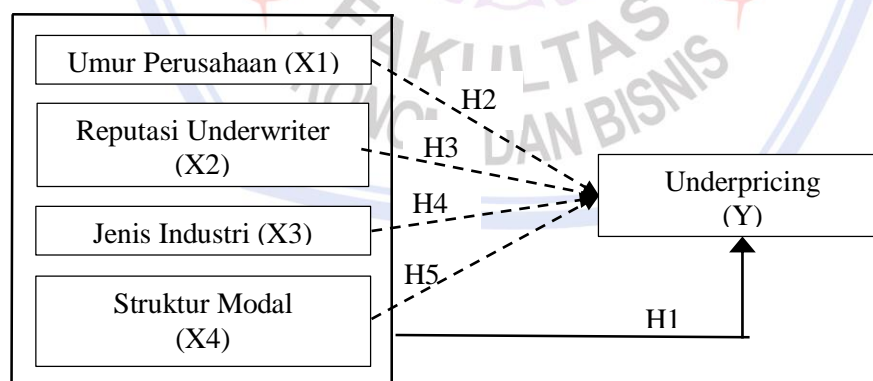 FAKULTAS
DAN BISNIS
Umur Perusahaan (X1)
Reputasi Underwriter
(X2)
Jenis Industri (X3)
Struktur Modal
(X4)
H2
H3
H4
H5
H1
Underpricing
(Y)